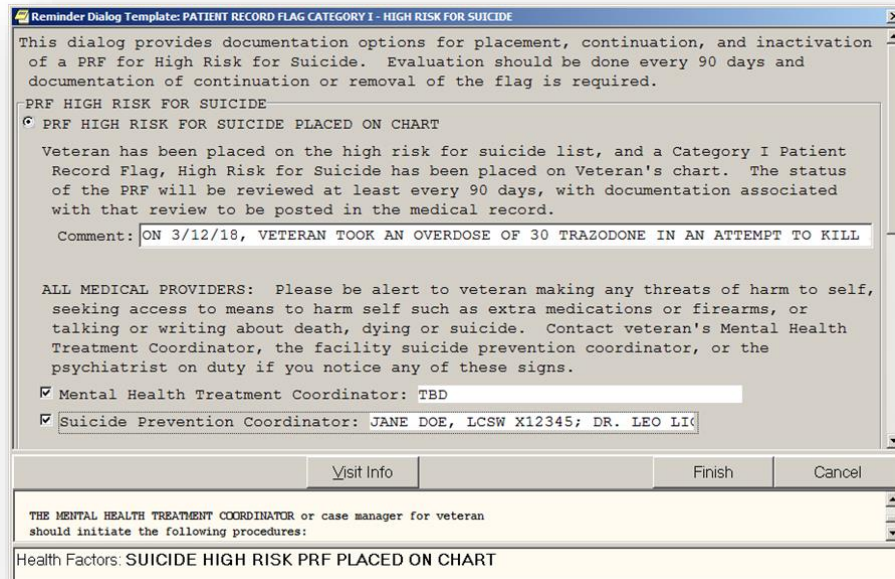 Reminder Dialog Template: PATIENT RECORD FLAG CATEGORY I - HIGH RISK FOR SUICIDE
This dialog provides documentation options for placement, continuation, and inactivation
of a PRF for High Risk for Suicide. Evaluation should be done every 90 days and
documentation of continuation or removal of the flag is required.
PRF HIGH RISK FOR SUICIDE
PRF HIGH RISK FOR SUICIDE PLACED ON CHART
Veteran has been placed on the high risk for suicide list, and a Category I Patient
Record Flag, High Risk for Suicide has been placed on Veteran's chart. The status
of the PRF will be reviewed at least every 90 days, with documentation associated
with that review to be posted in the medical record.
Comment: ON 3/12/18, VETERAN TOOK AN OVERDOSE OF 30 TRAZODONE IN AN ATTEMPT TO KILL
ALL MEDICAL PROVIDERS: Please be alert to veteran making any threats of harm to self,
seeking access to means to harm self such as extra medications or firearms, or
talking or writing about death, dying or suicide. Contact veteran's Mental Health
Treatment Coordinator, the facility suicide prevention coordinator, or the
psychiatrist on duty if you notice any of these signs.
Mental Health Treatment Coordinator: TBD
Suicide Prevention Coordinator: JANE DOE, LCSW X12345; DR. LEO
Visit Info Finish Cancel
THE MENTAL HEALTH TREATMENT COORDINATOR or case manager for veteran
should initiate the following procedures:
Health Factors: SUICIDE HIGH RISK PRF PLACED ON CHART